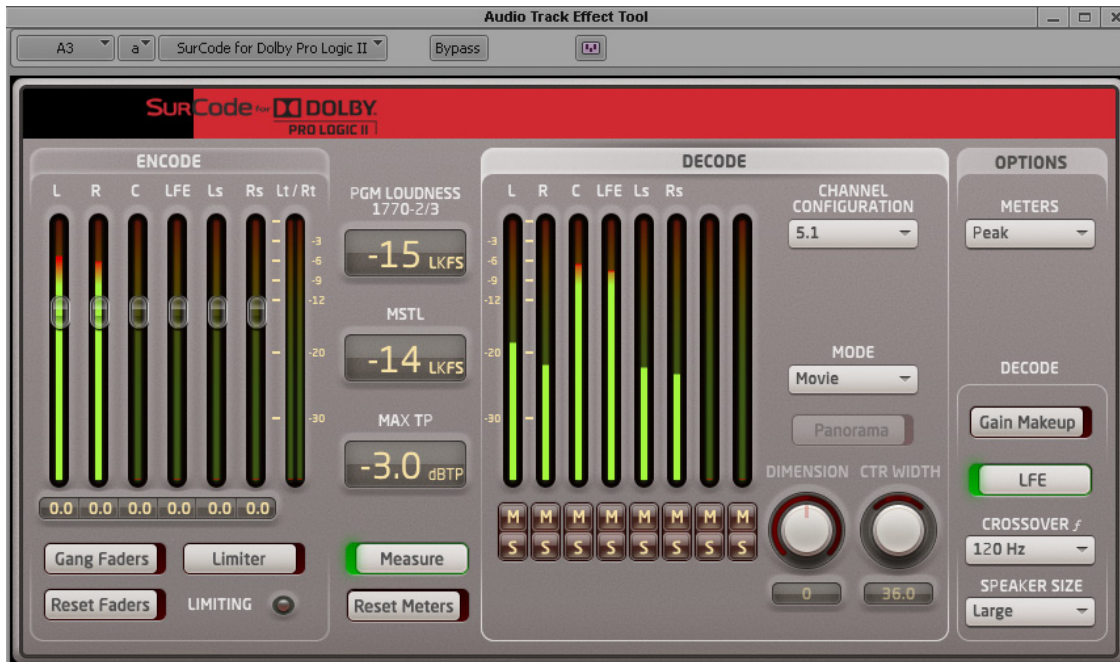 Audio Track Effect Tool
A3 a SurCode for Dolby Pro Logic II Bypass
SURCode for DOLBY
PRO LOGIC II
ENCODE
L R C LFE Ls Rs Lt / Rt
-3
-6
-9
-12
-20
-30
0.0 0.0 0.0 0.0 0.0 0.0
Gang Faders Limiter
Reset Faders LIMITING
PGM LOUDNESS
1770-2/3
-15 LKFS
MSTL
-14 LKFS
MAX TP
-3.0 dBTP
Measure
Reset Meters
DECODE
L R C LFE Ls Rs
-3
-6
-9
-12
-20
-30
M M M M M M M M
S S S S S S S S
CHANNEL
CONFIGURATION
5.1
MODE
Movie
Panorama
DIMENSION CTR WIDTH
0 36.0
OPTIONS
METERS
Peak
DECODE
Gain Makeup
LFE
CROSSOVER ƒ
120 Hz
SPEAKER SIZE
Large